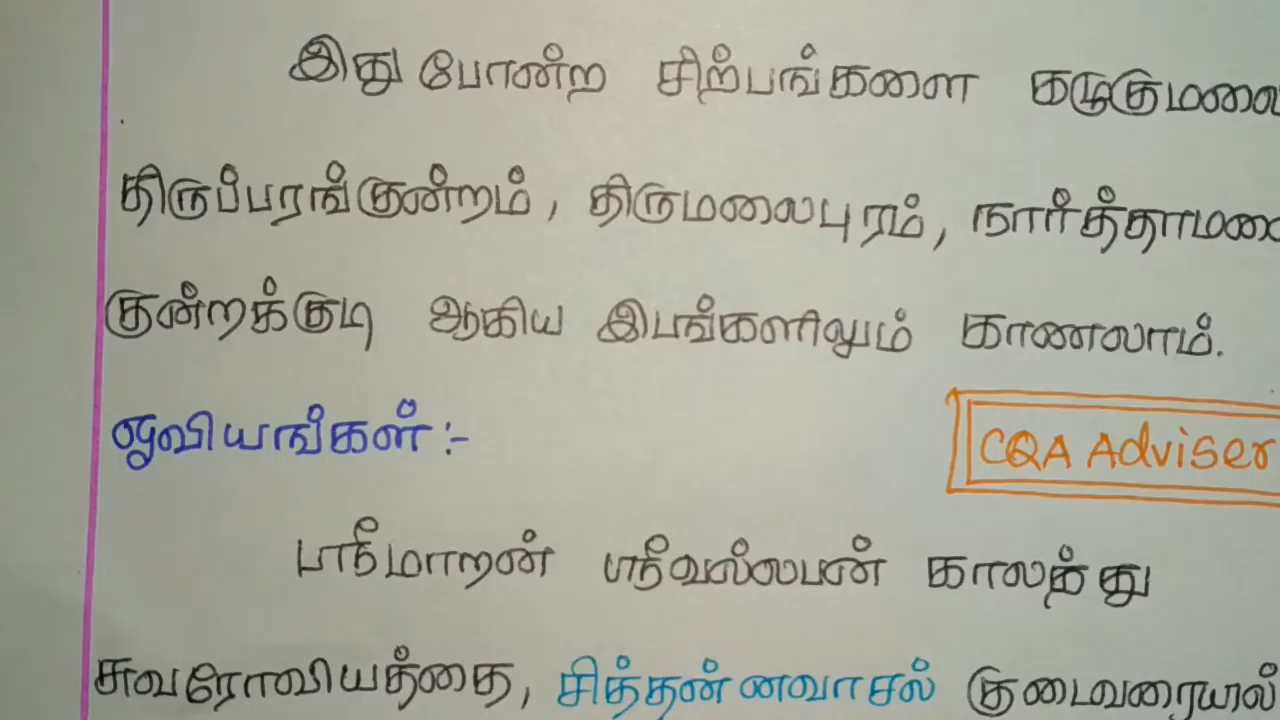 இது போன்ற சிற்பங்களை கழுகுமலை
திருப்பரங்குன்றம், திருமலைபுரம், நார்த்தாமலை
குன்றக்குடி ஆகிய இடங்களிலும் காணலாம்.
ஓவியங்கள் :-
CQA Adviser
ஸ்ரீமாறன் ஸ்ரீவல்லபன் காலத்து
சுவரோவியத்தை, சித்தன்னவாசல் குடைவரையில்